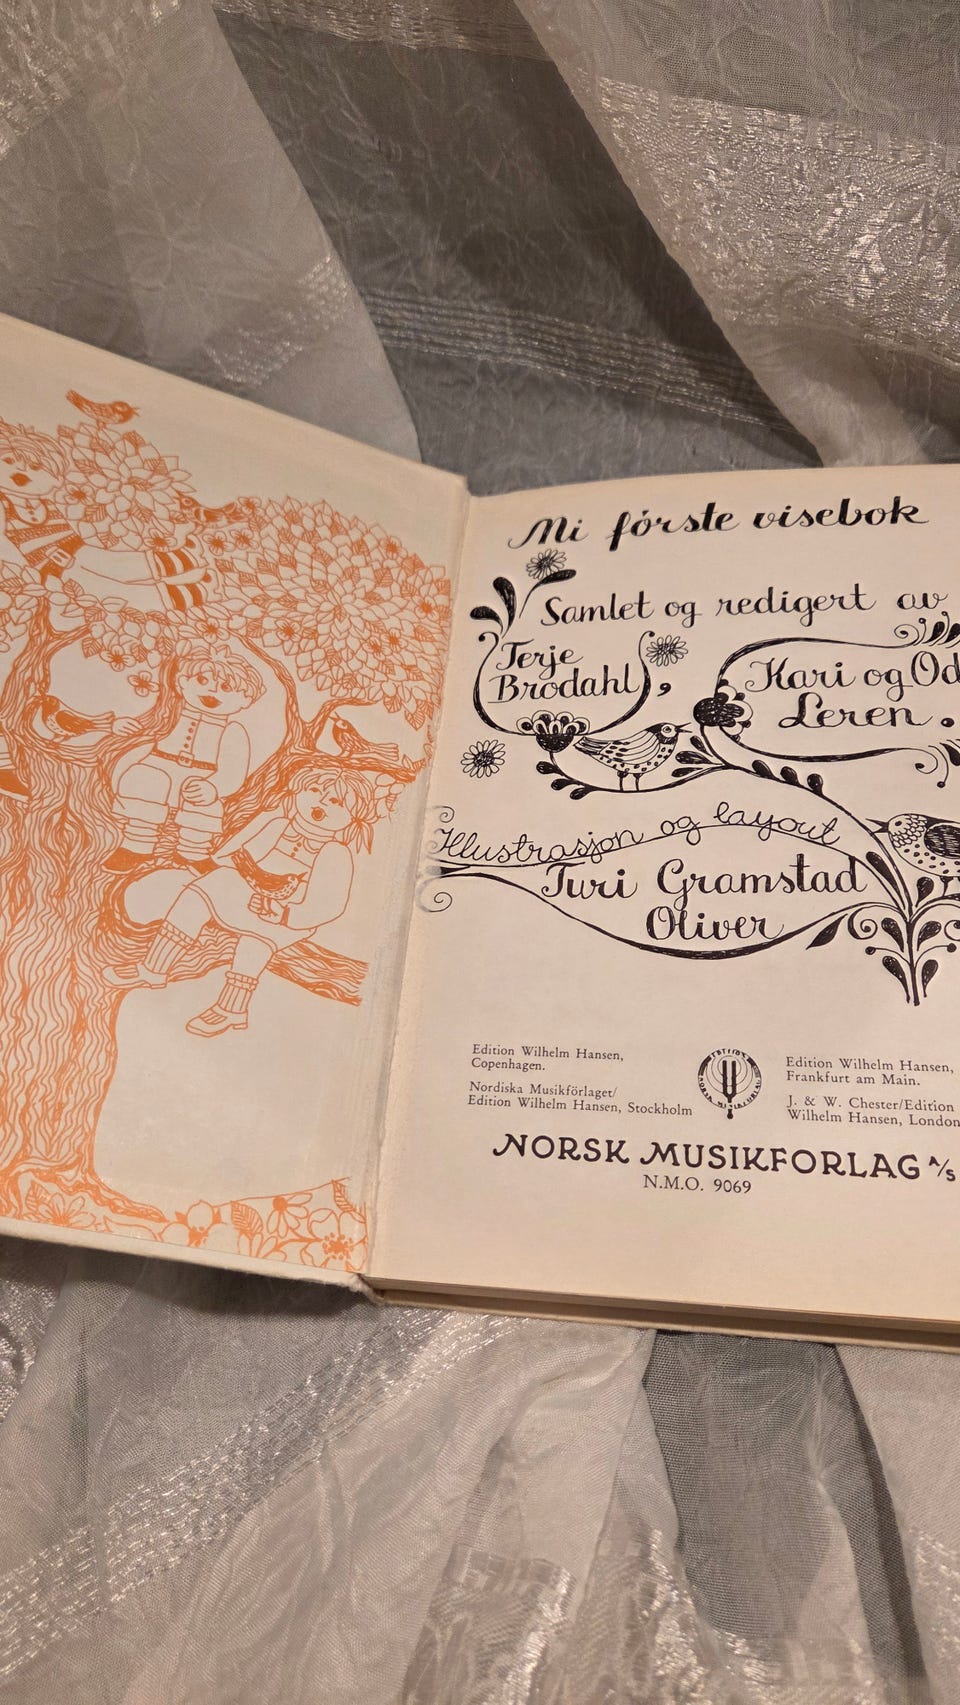 Mi første visebok
Samlet og redigert av
Terje
Brodahl,
Kari og Od
Leren.
Illustrasjon og layout
Turi Gramstad
Oliver
Edition Wilhelm Hansen,
Copenhagen.
Nordiska Musikförlaget/
Edition Wilhelm Hansen, Stockholm
Edition Wilhelm Hansen,
Frankfurt am Main.
J. & W. Chester/Edition
Wilhelm Hansen, London
NORSK MUSIKFORLAG A/S
N.M.O. 9069